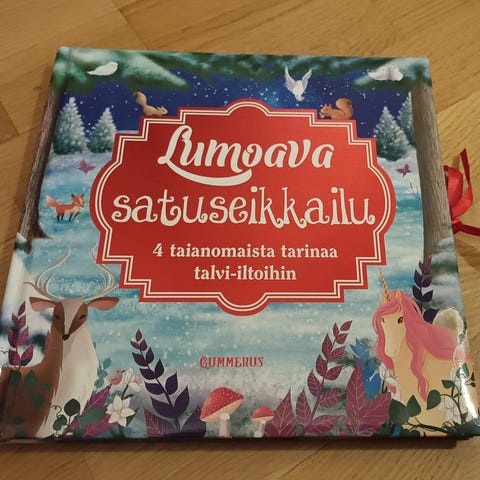 Lumoava
satuseikkailu
4 taianomaista tarinaa
talvi-iltoihin
GUMMERUS